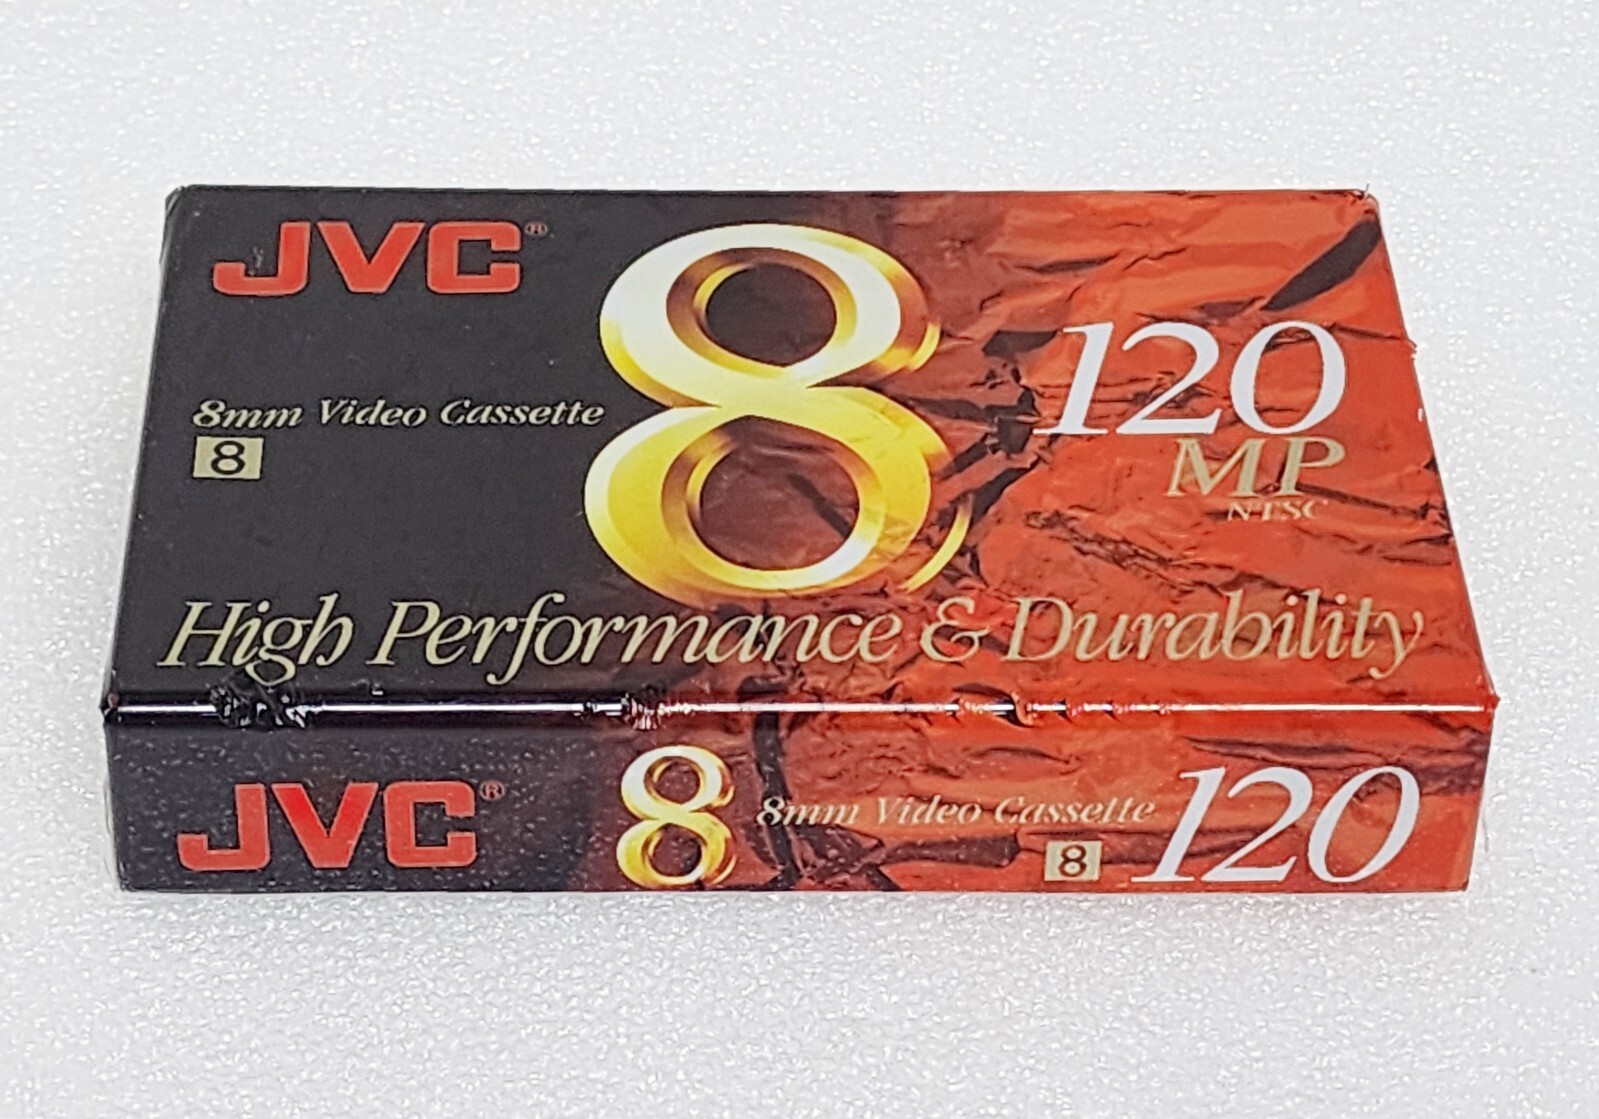 JVC®
8
120
8mm Video Cassette
8
MP
NTSC
High Performance & Durability
JVC®
8
8mm Video Cassette
8
120